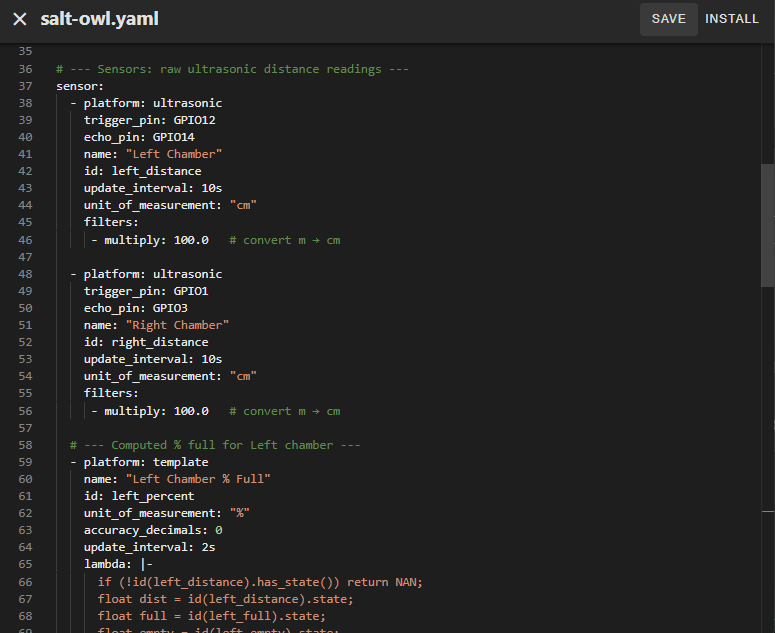 salt-owl.yaml
SAVE
INSTALL
35
36 # --- Sensors: raw ultrasonic distance readings ---
37 sensor:
38   - platform: ultrasonic
39     trigger_pin: GPIO12
40     echo_pin: GPIO14
41     name: "Left Chamber"
42     id: left_distance
43     update_interval: 10s
44     unit_of_measurement: "cm"
45     filters:
46      - multiply: 100.0   # convert m → cm
47
48   - platform: ultrasonic
49     trigger_pin: GPIO1
50     echo_pin: GPIO3
51     name: "Right Chamber"
52     id: right_distance
53     update_interval: 10s
54     unit_of_measurement: "cm"
55     filters:
56      - multiply: 100.0   # convert m → cm
57
58   # --- Computed % full for Left chamber ---
59   - platform: template
60     name: "Left Chamber % Full"
61     id: left_percent
62     unit_of_measurement: "%"
63     accuracy_decimals: 0
64     update_interval: 2s
65     lambda: |-
66       if (!id(left_distance).has_state()) return NAN;
67       float dist = id(left_distance).state;
68       float full = id(left_full).state;
69       float empty = id(left_empty).state;